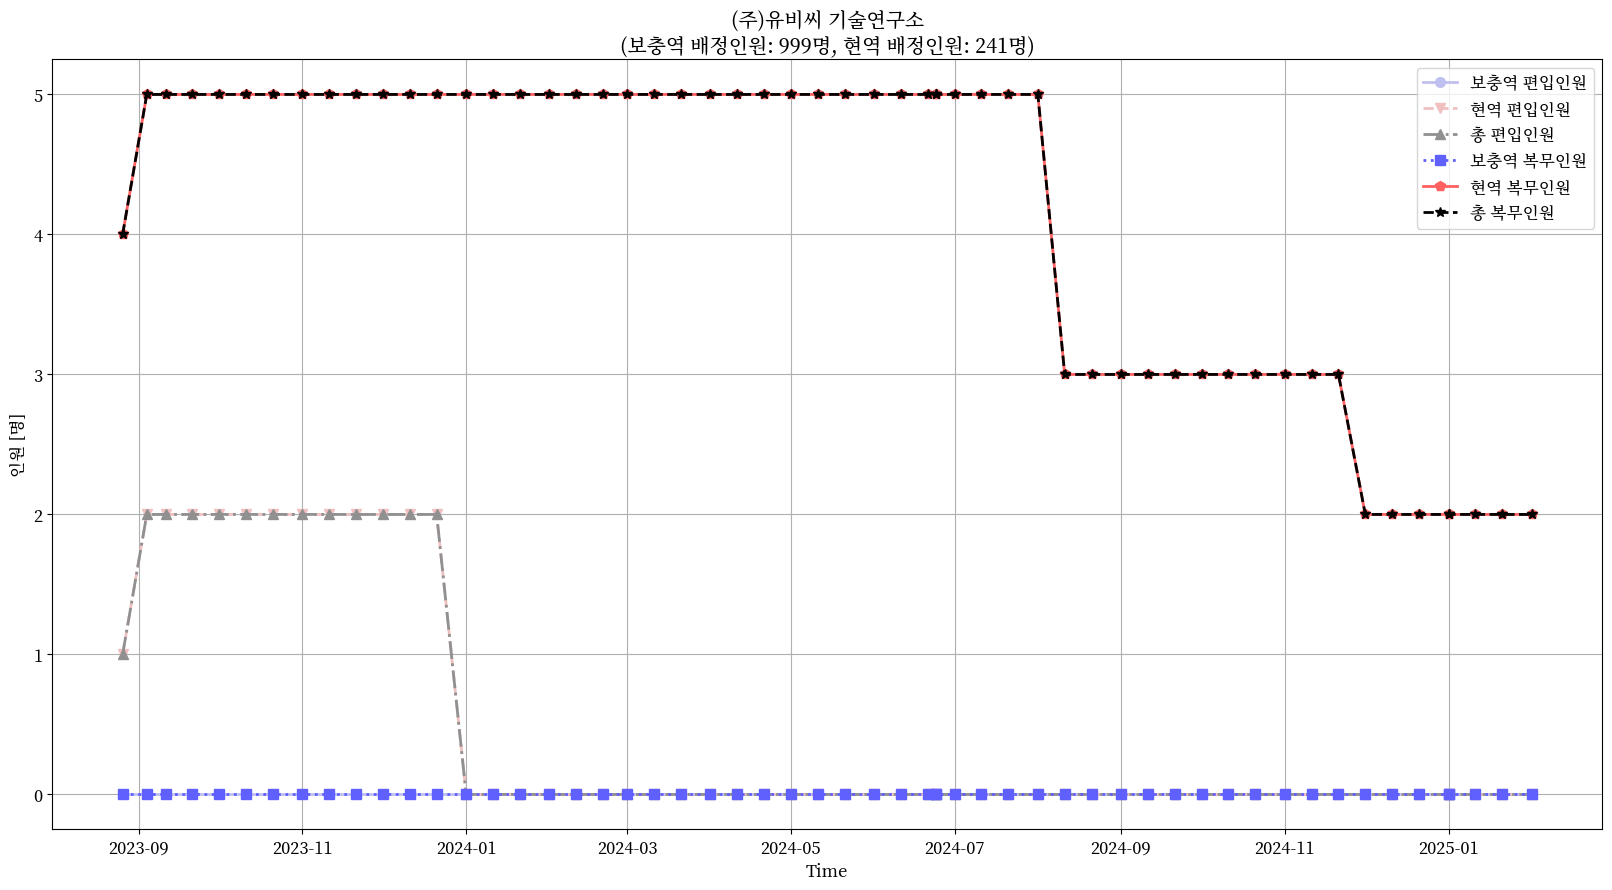 (주)유비씨 기술연구소
(보충역 배정인원: 999명, 현역 배정인원: 241명)
보충역 편입인원
현역 편입인원
총 편입인원
보충역 복무인원
현역 복무인원
총 복무인원
인원 [명]
5
4
3
2
1
0
2023-09
2023-11
2024-01
2024-03
2024-05
2024-07
2024-09
2024-11
2025-01
Time